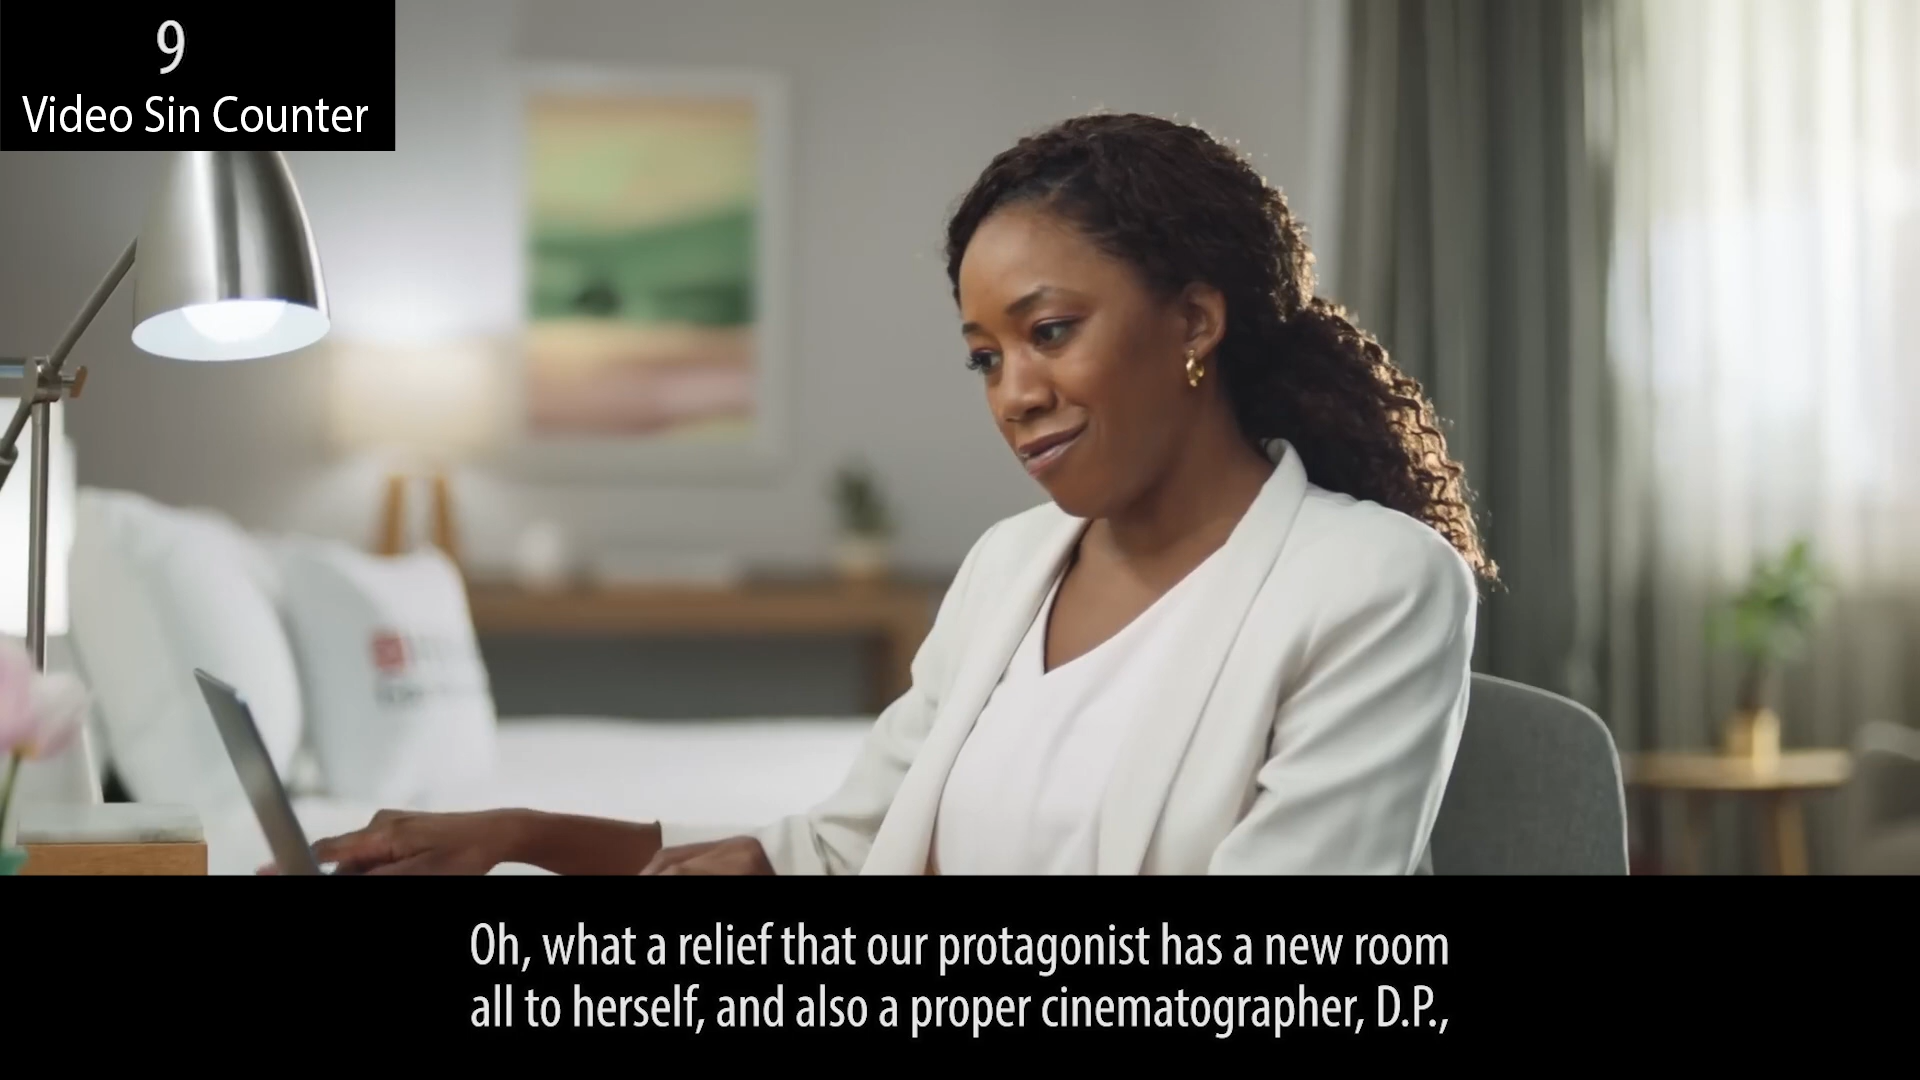 9
Video Sin Counter
Oh, what a relief that our protagonist has a new room
all to herself, and also a proper cinematographer, D.P.,